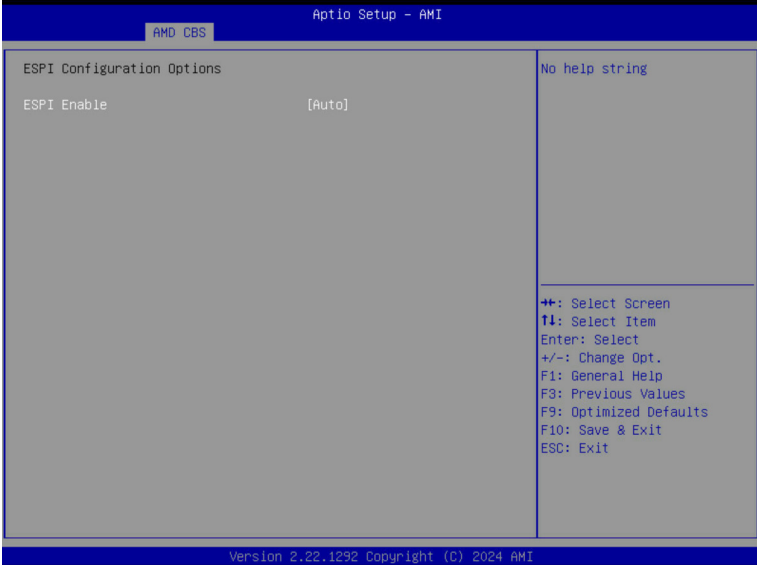 Aptio Setup – AMI
AMD CBS
ESPI Configuration Options
ESPI Enable [Auto]
No help string
→←: Select Screen
↑↓: Select Item
Enter: Select
+/-: Change Opt.
F1: General Help
F3: Previous Values
F9: Optimized Defaults
F10: Save & Exit
ESC: Exit
Version 2.22.1292 Copyright (C) 2024 AMI